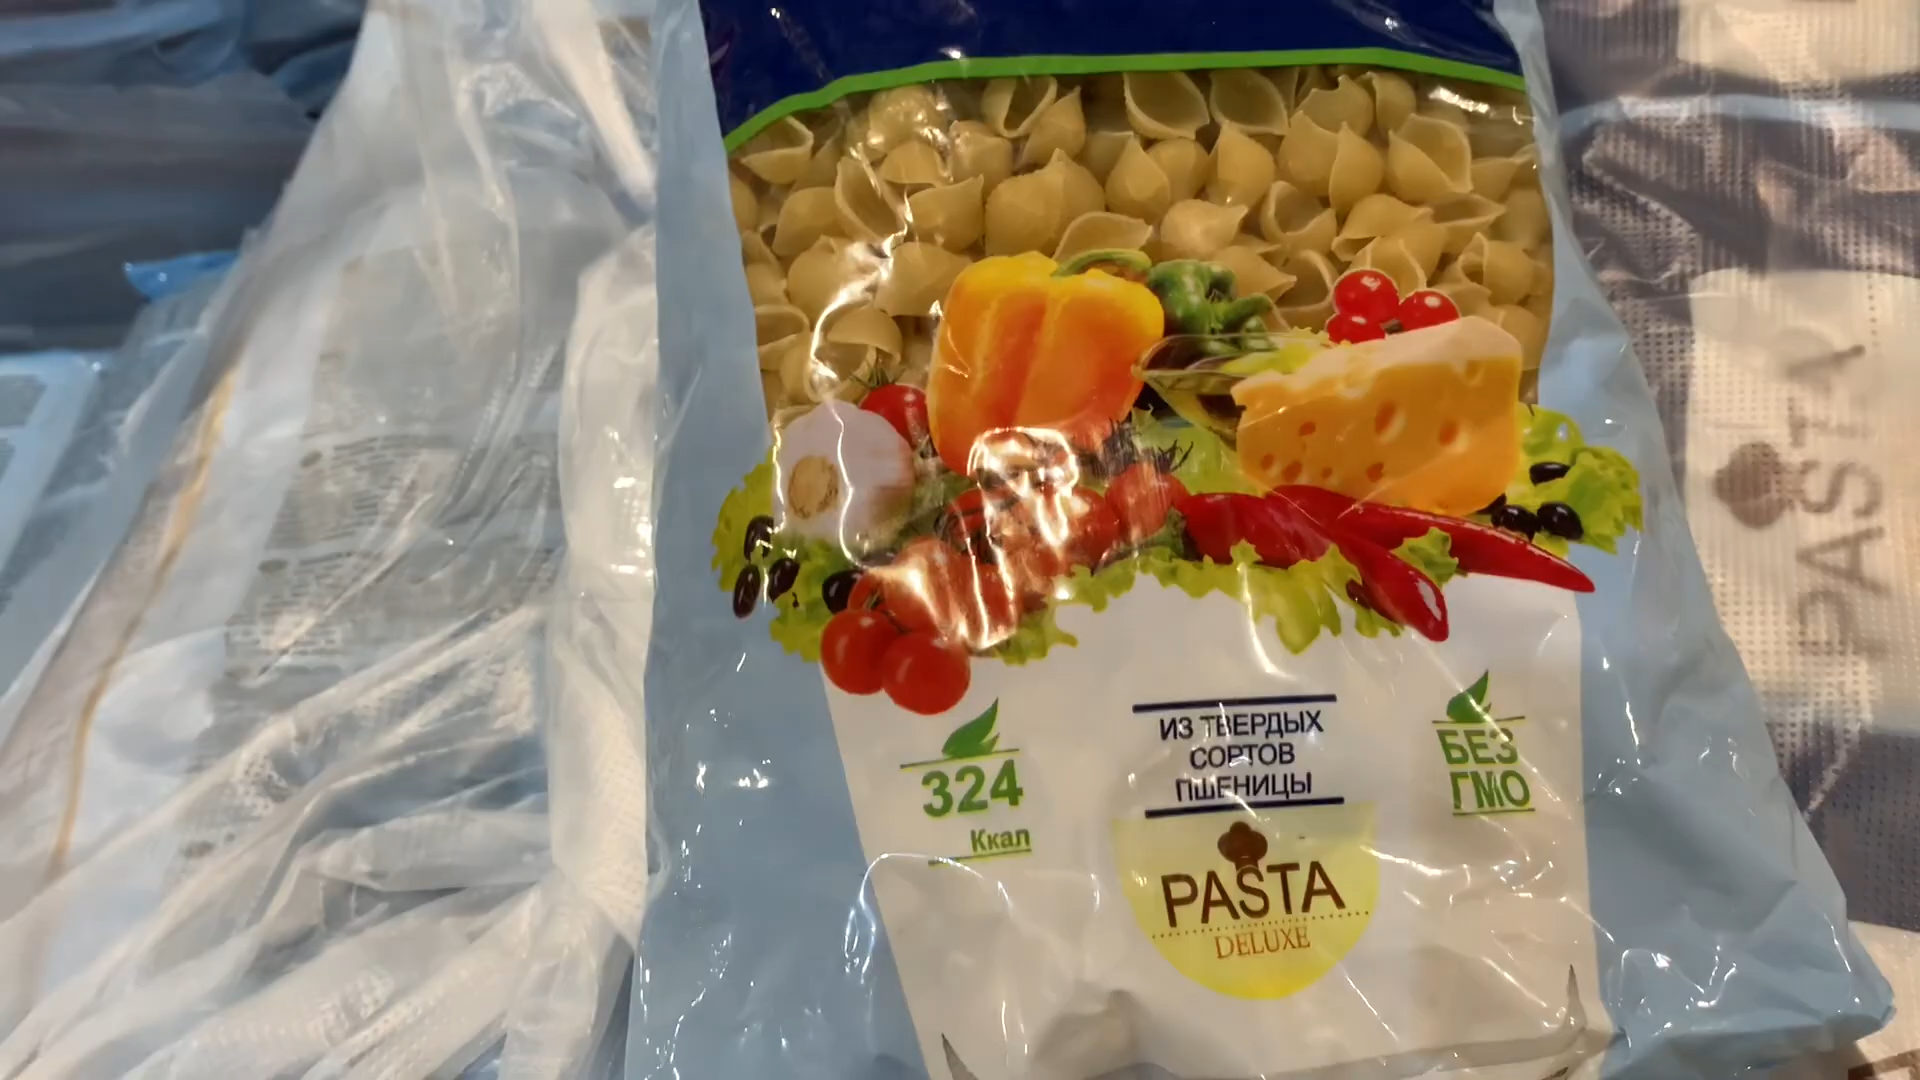 324
Ккал
ИЗ ТВЕРДЫХ
СОРТОВ
ПШЕНИЦЫ
БЕЗ
ГМО
PASTA
DELUXE
PASTA